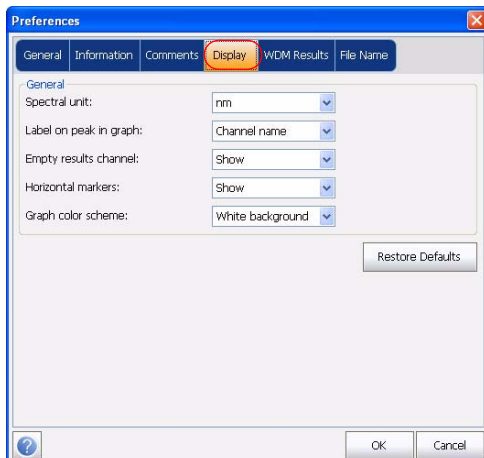 Preferences
General Information Comments Display WDM Results File Name
General
Spectral unit: nm
Label on peak in graph: Channel name
Empty results channel: Show
Horizontal markers: Show
Graph color scheme: White background
Restore Defaults
? OK Cancel